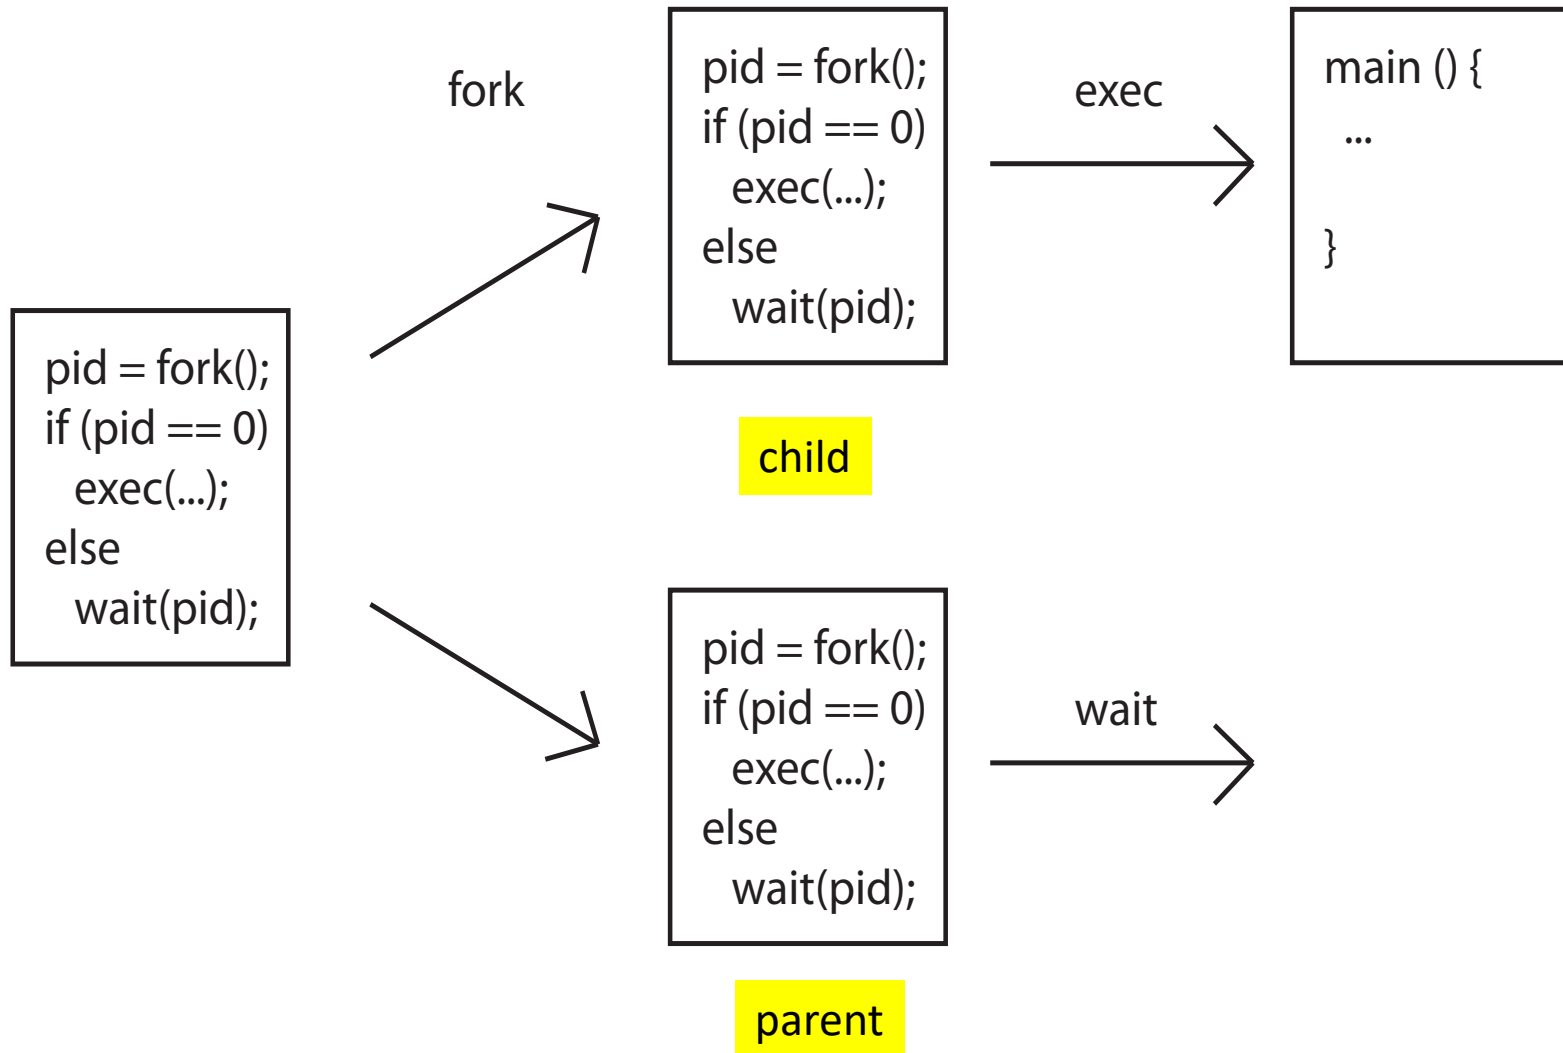 fork
pid = fork();
if (pid == 0)
exec(...);
else
wait(pid);
exec
main () {
...
}
child
pid = fork();
if (pid == 0)
exec(...);
else
wait(pid);
pid = fork();
if (pid == 0)
exec(...);
else
wait(pid);
wait
parent